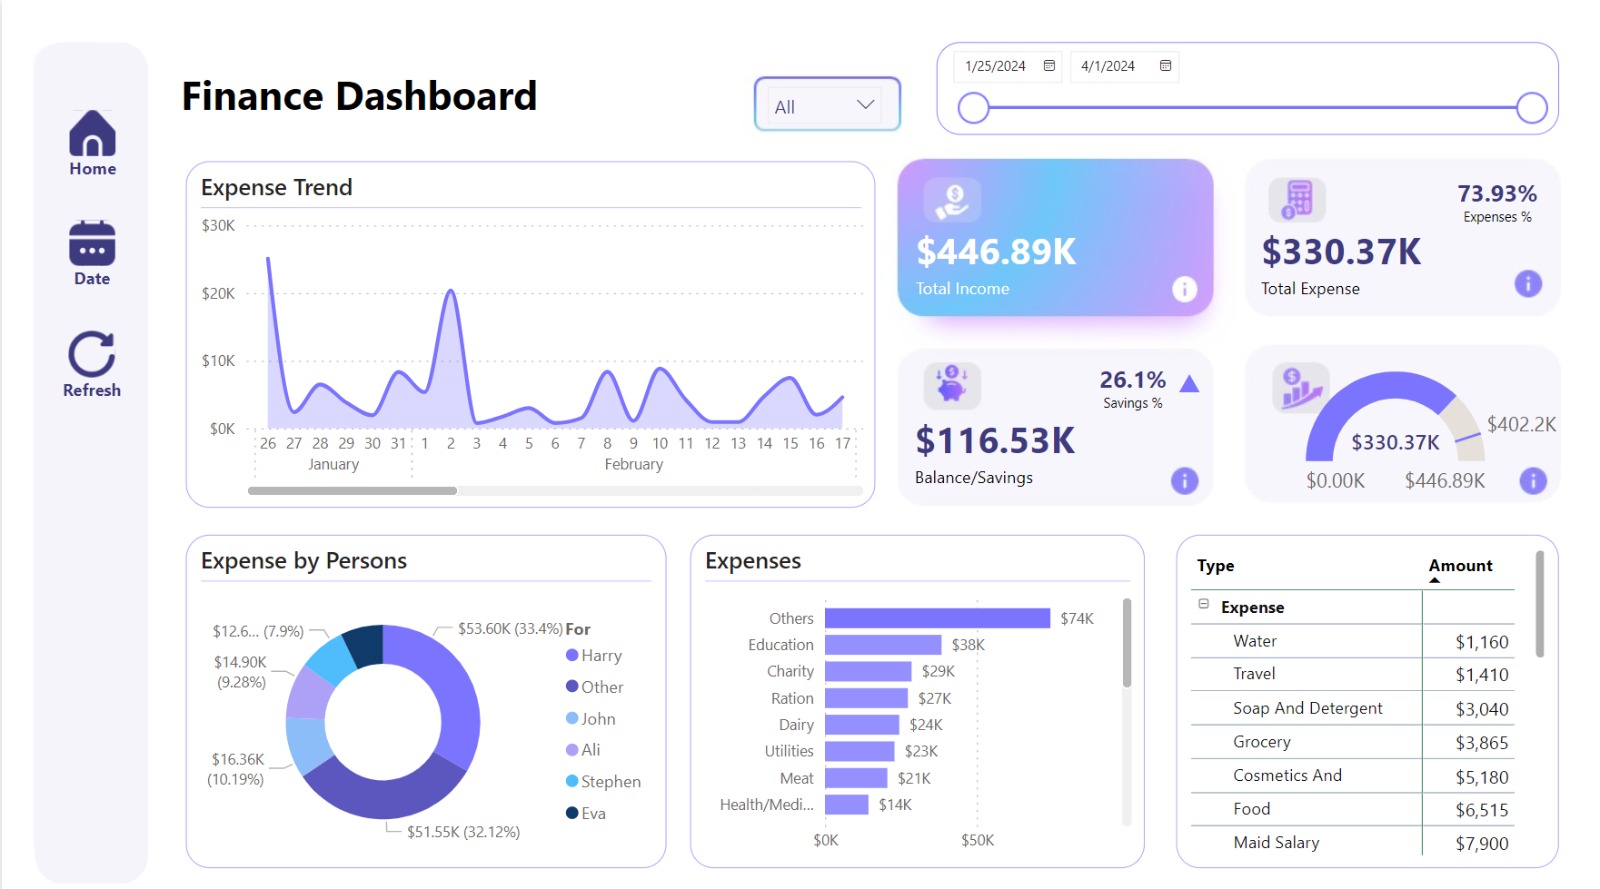 Finance Dashboard
All
1/25/2024 4/1/2024
Home
Date
Refresh
Expense Trend
$30K
$20K
$10K
$0K
26 27 28 29 30 31 1 2 3 4 5 6 7 8 9 10 11 12 13 14 15 16 17
January February
$446.89K
Total Income
73.93%
Expenses %
$330.37K
Total Expense
26.1%
Savings %
$116.53K
Balance/Savings
$402.2K
$330.37K
$0.00K $446.89K
Expense by Persons
$53.60K (33.4%)
$12.6... (7.9%)
$14.90K
(9.28%)
$16.36K
(10.19%)
$51.55K (32.12%)
For
Harry
Other
John
Ali
Stephen
Eva
Expenses
Others $74K
Education $38K
Charity $29K
Ration $27K
Dairy $24K
Utilities $23K
Meat $21K
Health/Medi... $14K
$0K $50K
Type Amount
Expense
Water $1,160
Travel $1,410
Soap And Detergent $3,040
Grocery $3,865
Cosmetics And $5,180
Food $6,515
Maid Salary $7,900